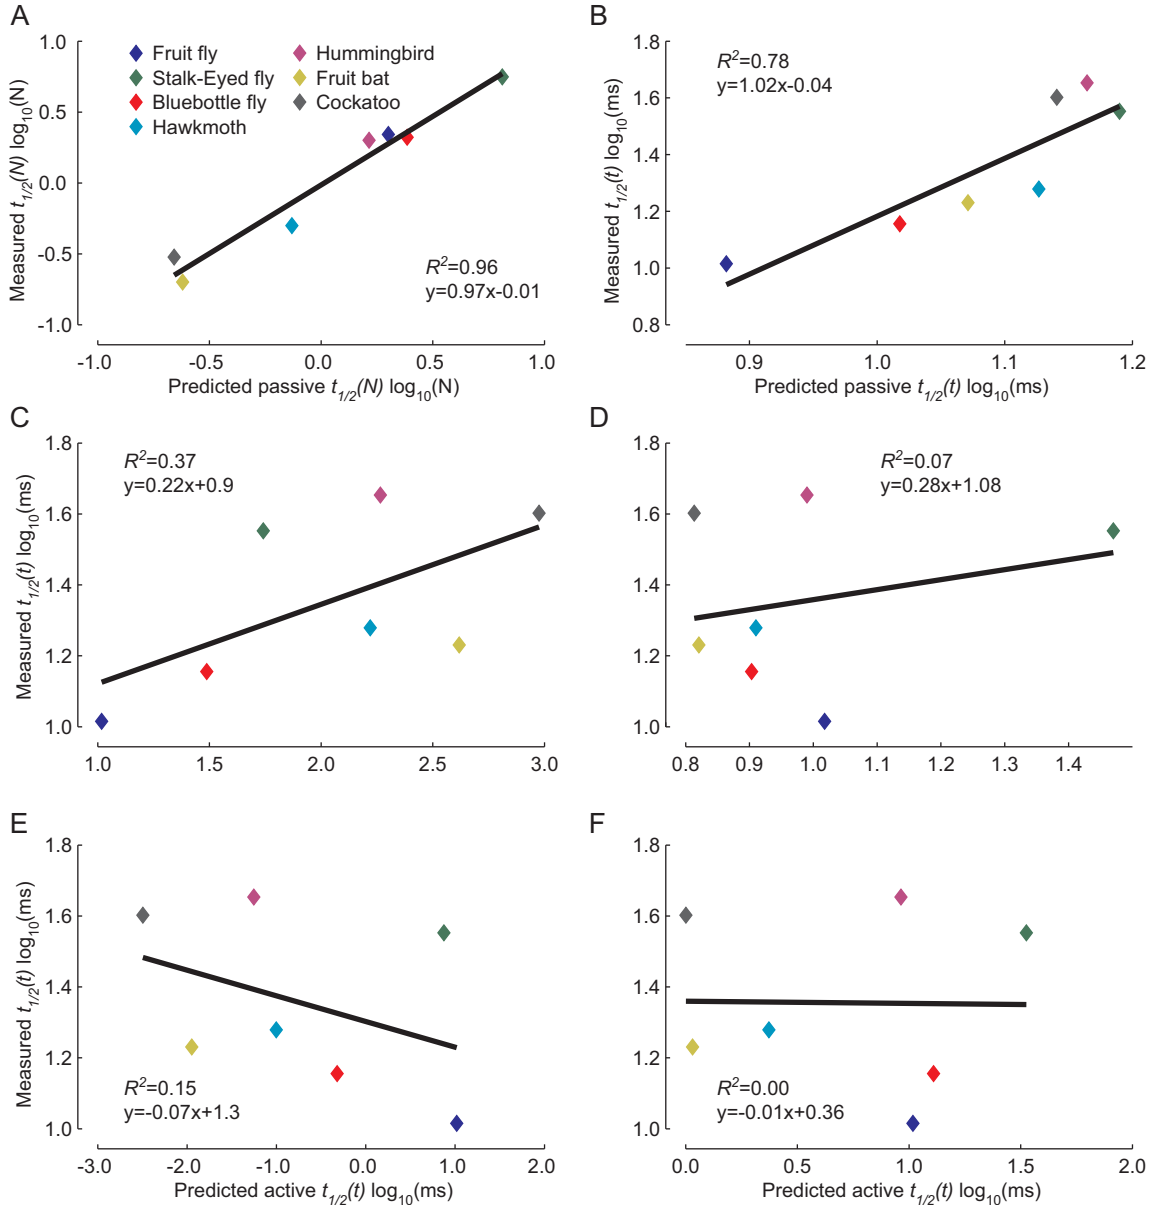 A
Measured t1/2(N) log10(N)
1.0
0.5
0.0
-0.5
-1.0
Fruit fly
Stalk-Eyed fly
Bluebottle fly
Hawkmoth
Hummingbird
Fruit bat
Cockatoo
R2=0.96
y=0.97x-0.01
-1.0 -0.5 0.0 0.5 1.0
Predicted passive t1/2(N) log10(N)
B
Measured t1/2(t) log10(ms)
1.8
1.6
1.4
1.2
1.0
0.8
R2=0.78
y=1.02x-0.04
0.9 1.0 1.1 1.2
Predicted passive t1/2(t) log10(ms)
C
Measured t1/2(t) log10(ms)
1.8
1.6
1.4
1.2
1.0
R2=0.37
y=0.22x+0.9
1.0 1.5 2.0 2.5 3.0
D
1.8
1.6
1.4
1.2
1.0
R2=0.07
y=0.28x+1.08
0.8 0.9 1.0 1.1 1.2 1.3 1.4
E
Measured t1/2(t) log10(ms)
1.8
1.6
1.4
1.2
1.0
R2=0.15
y=-0.07x+1.3
-3.0 -2.0 -1.0 0.0 1.0 2.0
Predicted active t1/2(t) log10(ms)
F
1.8
1.6
1.4
1.2
1.0
R2=0.00
y=-0.01x+0.36
0.0 0.5 1.0 1.5 2.0
Predicted active t1/2(t) log10(ms)